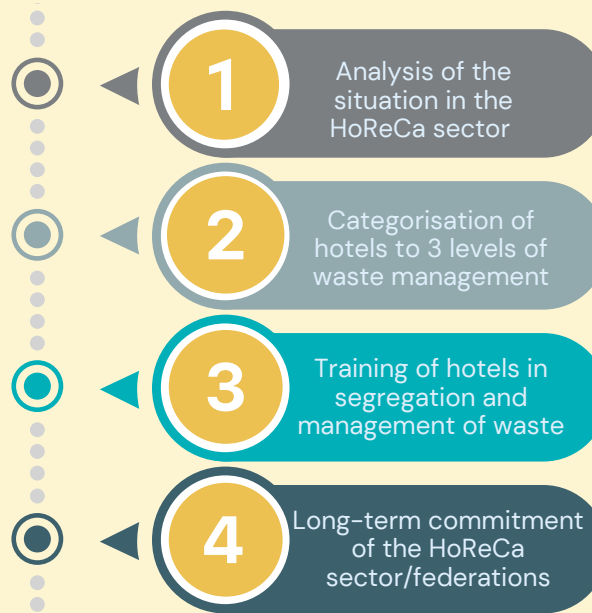 1
Analysis of the
situation in the
HoReCa sector
2
Categorisation of
hotels to 3 levels of
waste management
3
Training of hotels in
segregation and
management of waste
4
Long-term commitment
of the HoReCa
sector/federations